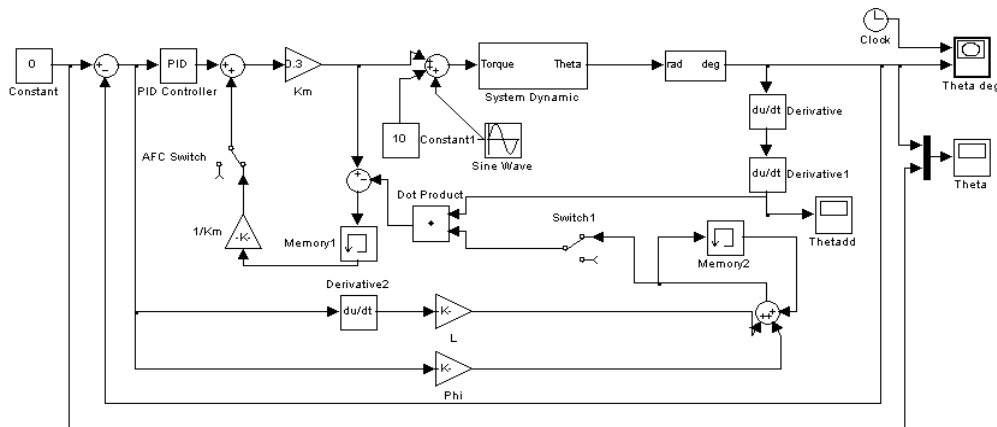 Clock
0
PID
0.3
Torque Theta
rad deg
Constant
PID Controller
Km
System Dynamic
Theta deg
du/dt
Derivative
10
Constant1
Sine Wave
AFC Switch
du/dt
Derivative1
Theta
Dot Product
1/Km
-K-
Memory1
Switch1
Memory2
Thetadd
Derivative2
du/dt
K-
L
K-
Phi